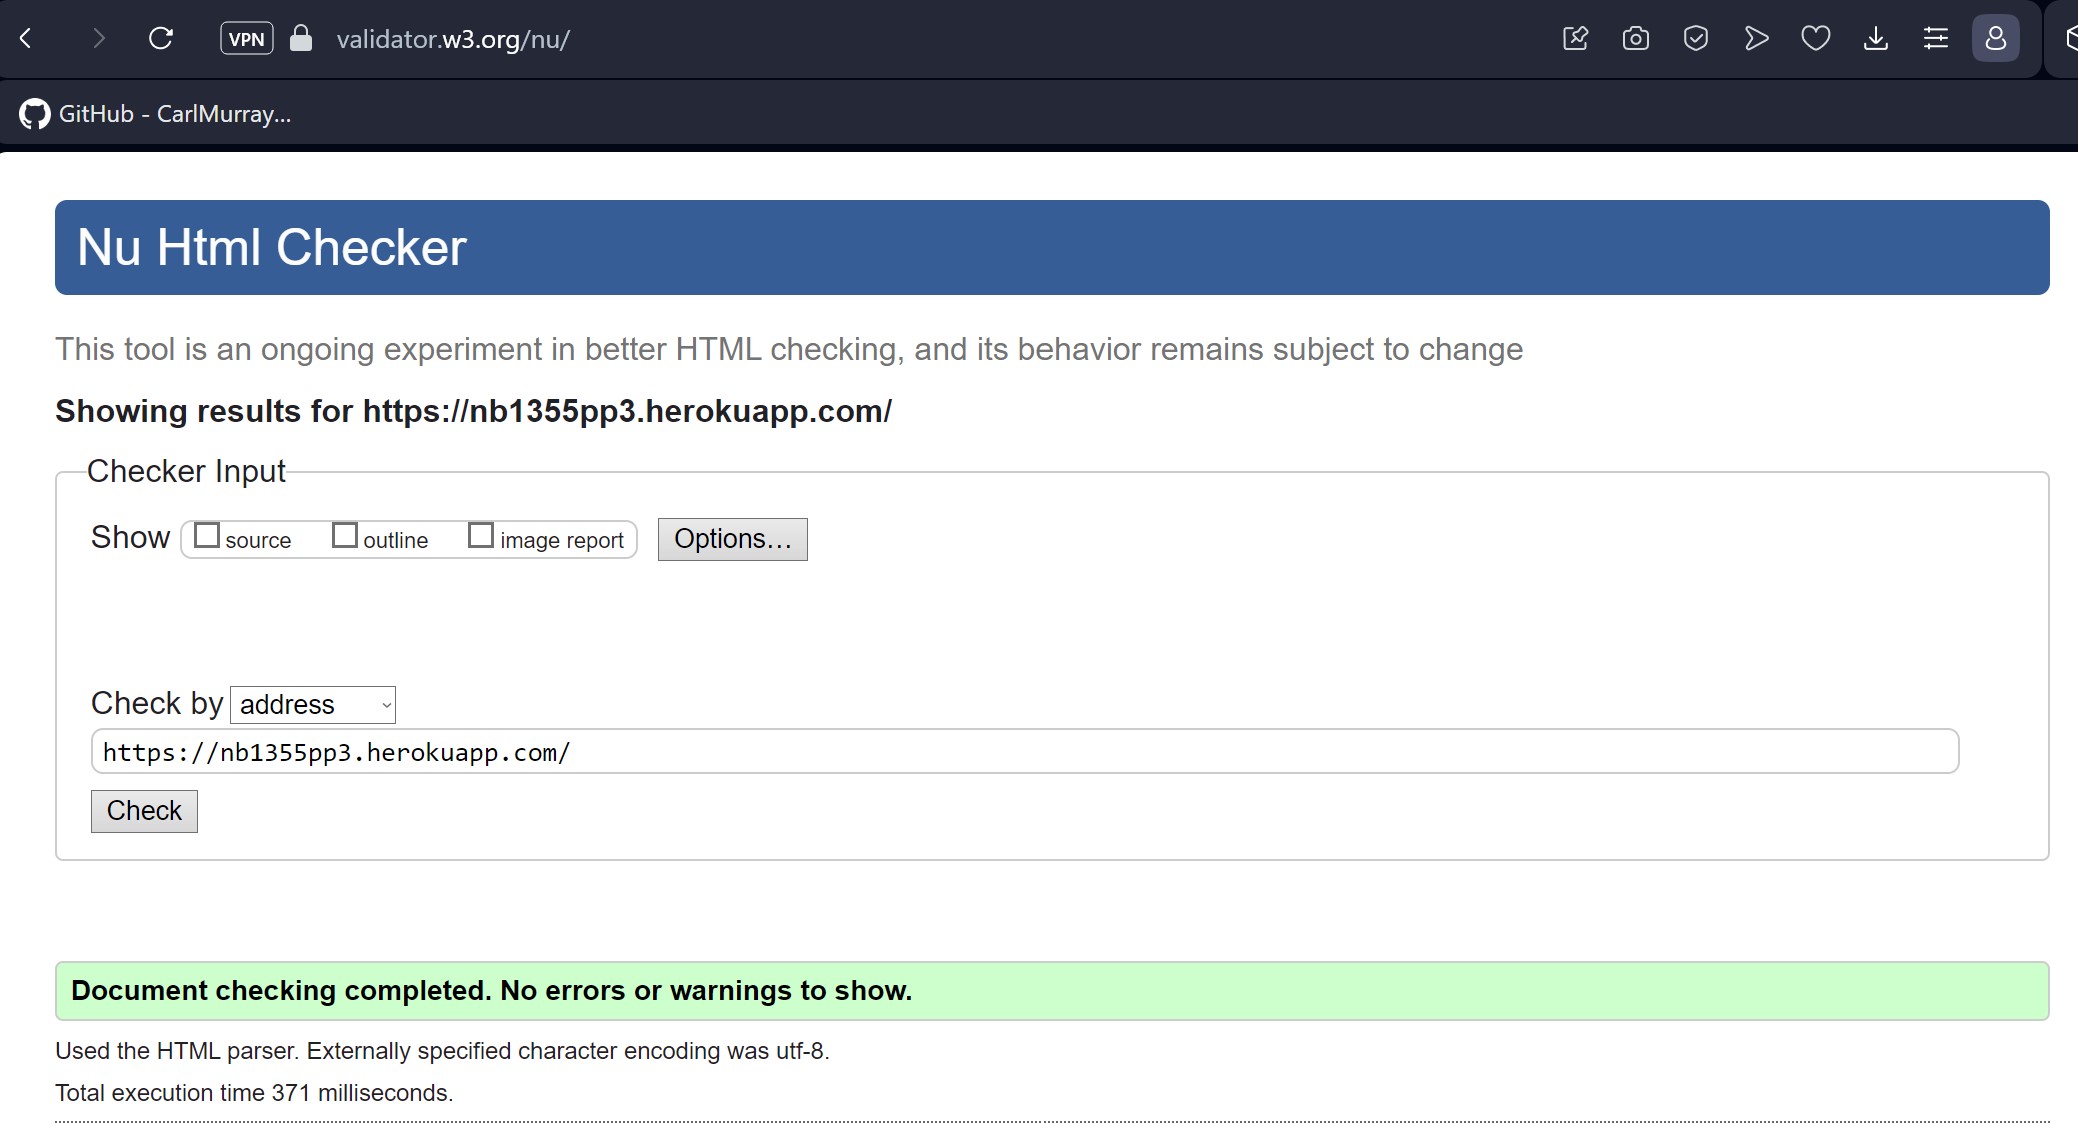 VPN validator.w3.org/nu/
GitHub - CarlMurray...
Nu Html Checker
This tool is an ongoing experiment in better HTML checking, and its behavior remains subject to change
Showing results for https://nb1355pp3.herokuapp.com/
Checker Input
Show source outline image report Options...
Check by address
https://nb1355pp3.herokuapp.com/
Check
Document checking completed. No errors or warnings to show.
Used the HTML parser. Externally specified character encoding was utf-8.
Total execution time 371 milliseconds.